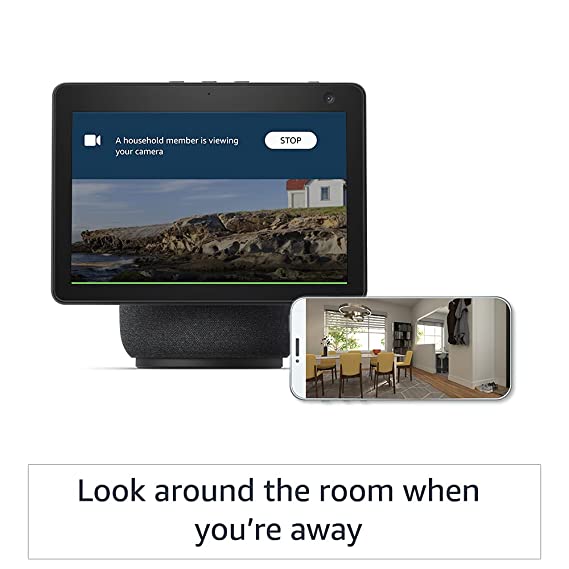 A household member is viewing
your camera
STOP
Look around the room when
you're away